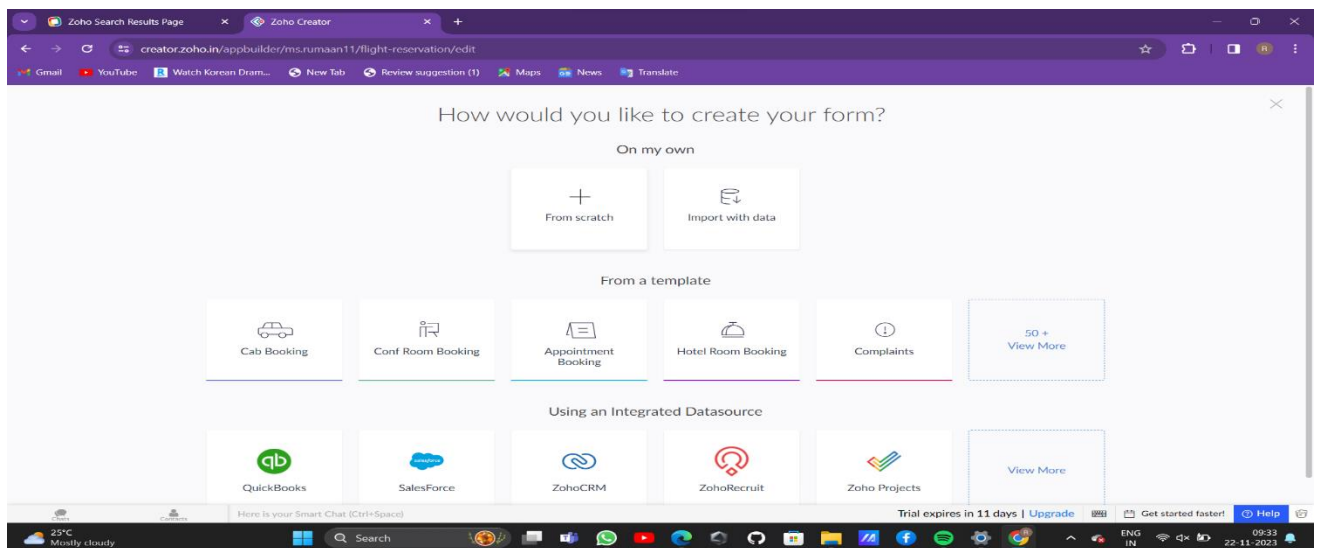 Zoho Search Results Page
Zoho Creator
creator.zoho.in/appbuilder/ms.rumaan11/flight-reservation/edit
R
Gmail YouTube Watch Korean Dram... New Tab Review suggestion (1) Maps News Translate
How would you like to create your form?
On my own
From scratch
Import with data
From a template
Cab Booking
Conf Room Booking
Appointment
Booking
Hotel Room Booking
Complaints
50 +
View More
Using an Integrated Datasource
qb
QuickBooks
salesforce
SalesForce
ZohoCRM
ZohoRecruit
Zoho Projects
View More
Chats
Contacts
Here is your Smart Chat (Ctrl+Space)
Trial expires in 11 days | Upgrade
Get started faster!
Help
25°C
Mostly cloudy
Search
ENG
IN
09:33
22-11-2023